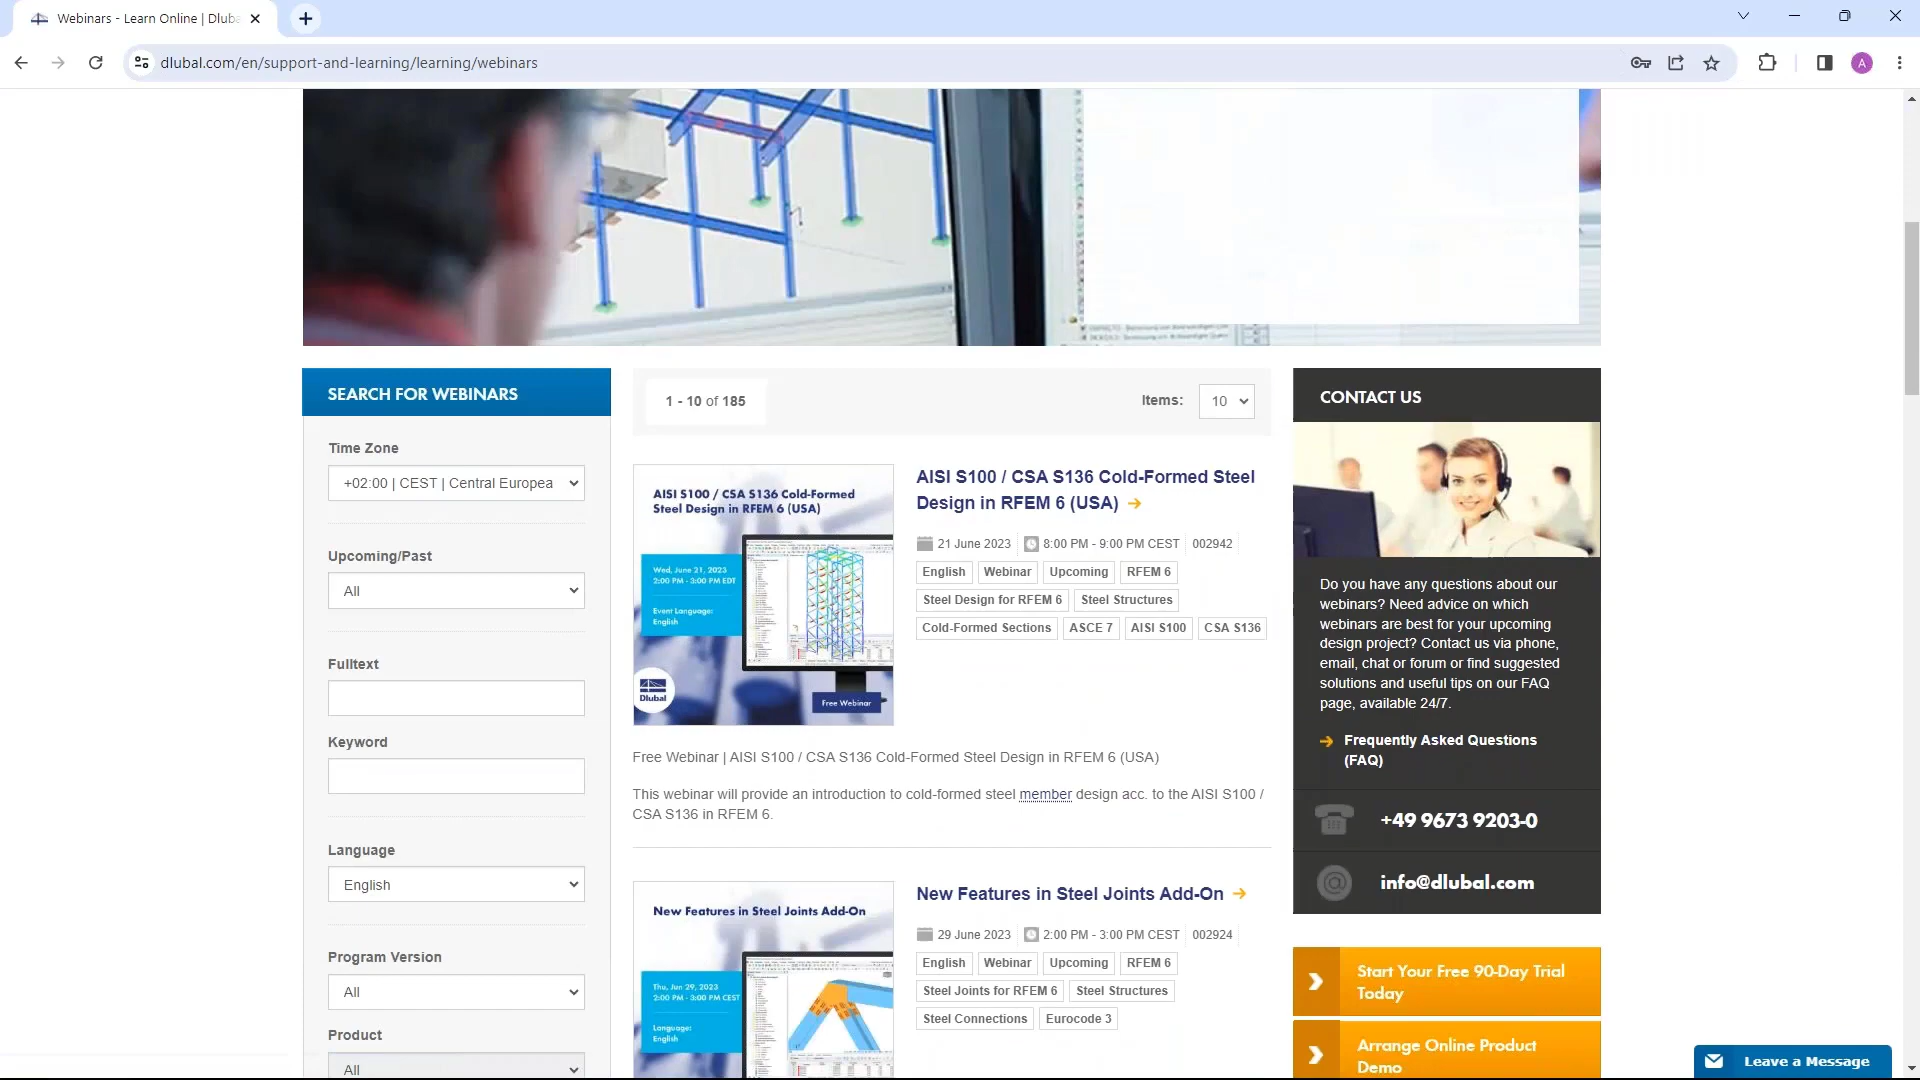 Webinars - Learn Online | Dluba
dlubal.com/en/support-and-learning/learning/webinars
A
SEARCH FOR WEBINARS
Time Zone
+02:00 | CEST | Central Europea
Upcoming/Past
All
Fulltext
Keyword
Language
English
Program Version
All
Product
All
1 - 10 of 185
Items: 10
AISI S100 / CSA S136 Cold-Formed
Steel Design in RFEM 6 (USA)
Wed, June 21, 2023
2:00 PM - 3:00 PM EDT
Event Language:
English
Dlubal
Free Webinar
AISI S100 / CSA S136 Cold-Formed Steel
Design in RFEM 6 (USA)
21 June 2023 8:00 PM - 9:00 PM CEST 002942
English Webinar Upcoming RFEM 6
Steel Design for RFEM 6 Steel Structures
Cold-Formed Sections ASCE 7 AISI S100 CSA S136
Free Webinar | AISI S100 / CSA S136 Cold-Formed Steel Design in RFEM 6 (USA)
This webinar will provide an introduction to cold-formed steel member design acc. to the AISI S100 /
CSA S136 in RFEM 6.
New Features in Steel Joints Add-On
Thu, Jun 29, 2023
2:00 PM - 3:00 PM CEST
Language:
English
New Features in Steel Joints Add-On
29 June 2023 2:00 PM - 3:00 PM CEST 002924
English Webinar Upcoming RFEM 6
Steel Joints for RFEM 6 Steel Structures
Steel Connections Eurocode 3
CONTACT US
Do you have any questions about our
webinars? Need advice on which
webinars are best for your upcoming
design project? Contact us via phone,
email, chat or forum or find suggested
solutions and useful tips on our FAQ
page, available 24/7.
Frequently Asked Questions
(FAQ)
+49 9673 9203-0
info@dlubal.com
Start Your Free 90-Day Trial
Today
Arrange Online Product
Demo
Leave a Message